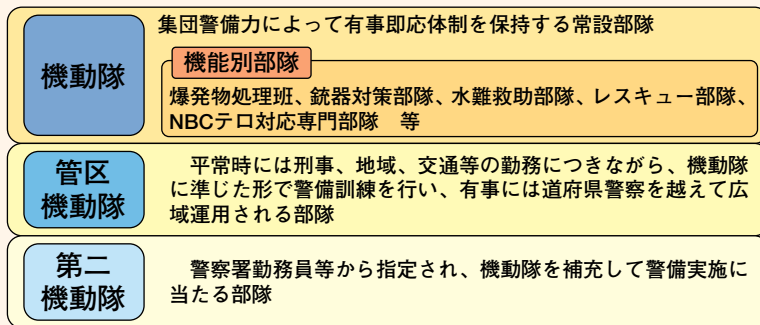 機動隊
集団警備力によって有事即応体制を保持する常設部隊
機能別部隊
爆発物処理班、銃器対策部隊、水難救助部隊、レスキュー部隊、
NBCテロ対応専門部隊　等
管区
機動隊
　平常時には刑事、地域、交通等の勤務につきながら、機動隊
に準じた形で警備訓練を行い、有事には道府県警察を越えて広
域運用される部隊
第二
機動隊
　警察署勤務員等から指定され、機動隊を補充して警備実施に
当たる部隊